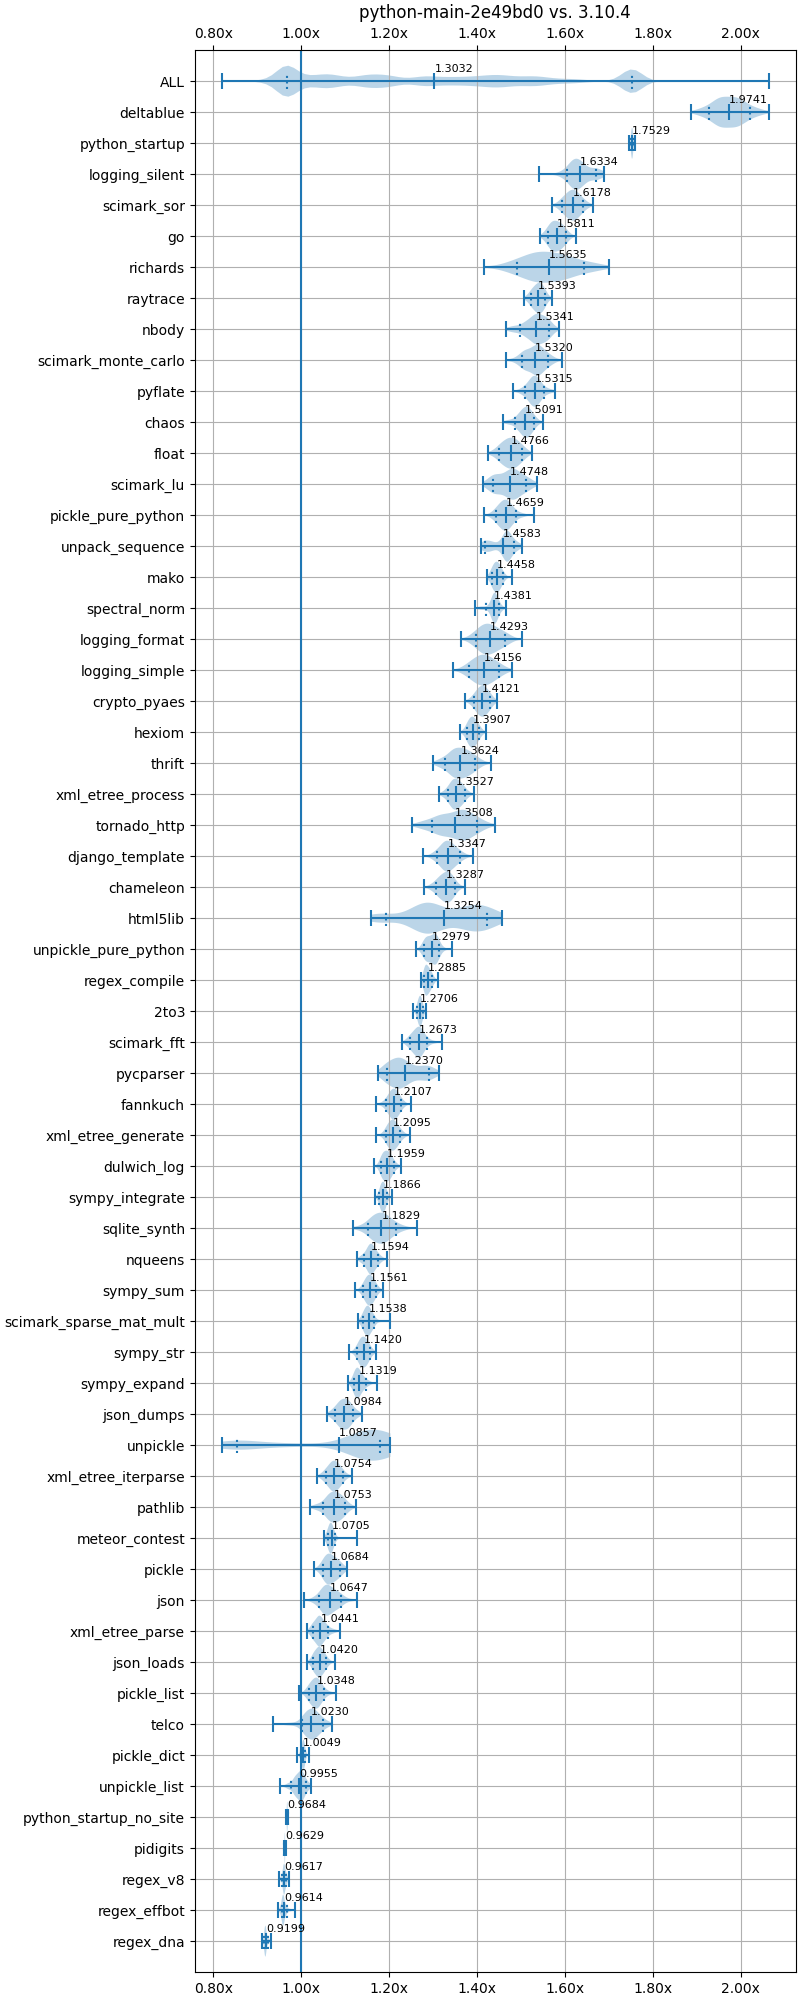 python-main-2e49bd0 vs. 3.10.4
0.80x 1.00x 1.20x 1.40x 1.60x 1.80x 2.00x
ALL 1.3032
deltablue 1.9741
python_startup 1.7529
logging_silent 1.6334
scimark_sor 1.6178
go 1.5811
richards 1.5635
raytrace 1.5393
nbody 1.5341
scimark_monte_carlo 1.5320
pyflate 1.5315
chaos 1.5091
float 1.4766
scimark_lu 1.4748
pickle_pure_python 1.4659
unpack_sequence 1.4583
mako 1.4458
spectral_norm 1.4381
logging_format 1.4293
logging_simple 1.4156
crypto_pyaes 1.4121
hexiom 1.3907
thrift 1.3624
xml_etree_process 1.3527
tornado_http 1.3508
django_template 1.3347
chameleon 1.3287
html5lib 1.3254
unpickle_pure_python 1.2979
regex_compile 1.2885
2to3 1.2706
scimark_fft 1.2673
pycparser 1.2370
fannkuch 1.2107
xml_etree_generate 1.2095
dulwich_log 1.1959
sympy_integrate 1.1866
sqlite_synth 1.1829
nqueens 1.1594
sympy_sum 1.1561
scimark_sparse_mat_mult 1.1538
sympy_str 1.1420
sympy_expand 1.1319
json_dumps 1.0984
unpickle 1.0857
xml_etree_iterparse 1.0754
pathlib 1.0753
meteor_contest 1.0705
pickle 1.0684
json 1.0647
xml_etree_parse 1.0441
json_loads 1.0420
pickle_list 1.0348
telco 1.0230
pickle_dict 1.0049
unpickle_list 0.9955
python_startup_no_site 0.9684
pidigits 0.9629
regex_v8 0.9617
regex_effbot 0.9614
regex_dna 0.9199
0.80x 1.00x 1.20x 1.40x 1.60x 1.80x 2.00x